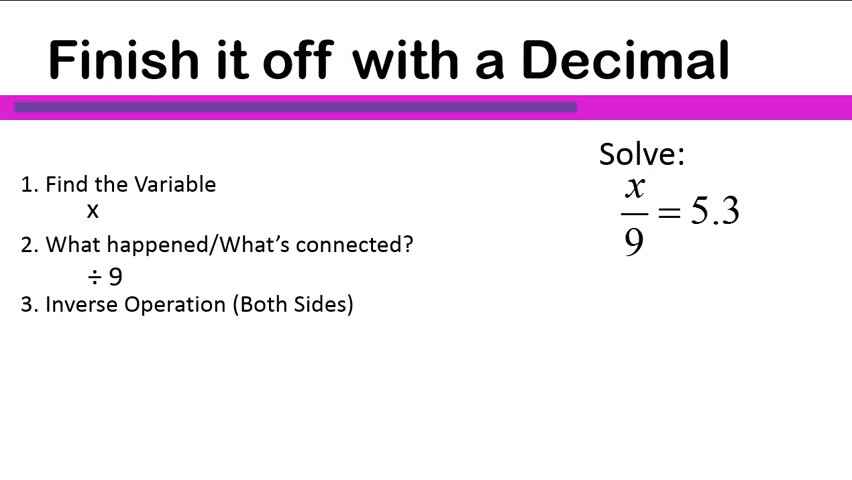 Finish it off with a Decimal
Solve:
x
9
= 5.3
1. Find the Variable
x
2. What happened/What's connected?
÷ 9
3. Inverse Operation (Both Sides)